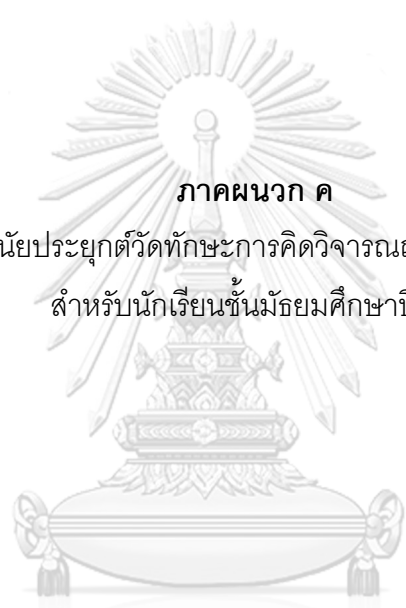 ภาคผนวก ค
นัยประยุกต์วัดทักษะการคิดวิจารณ
สำหรับนักเรียนชั้นมัธยมศึกษาปี